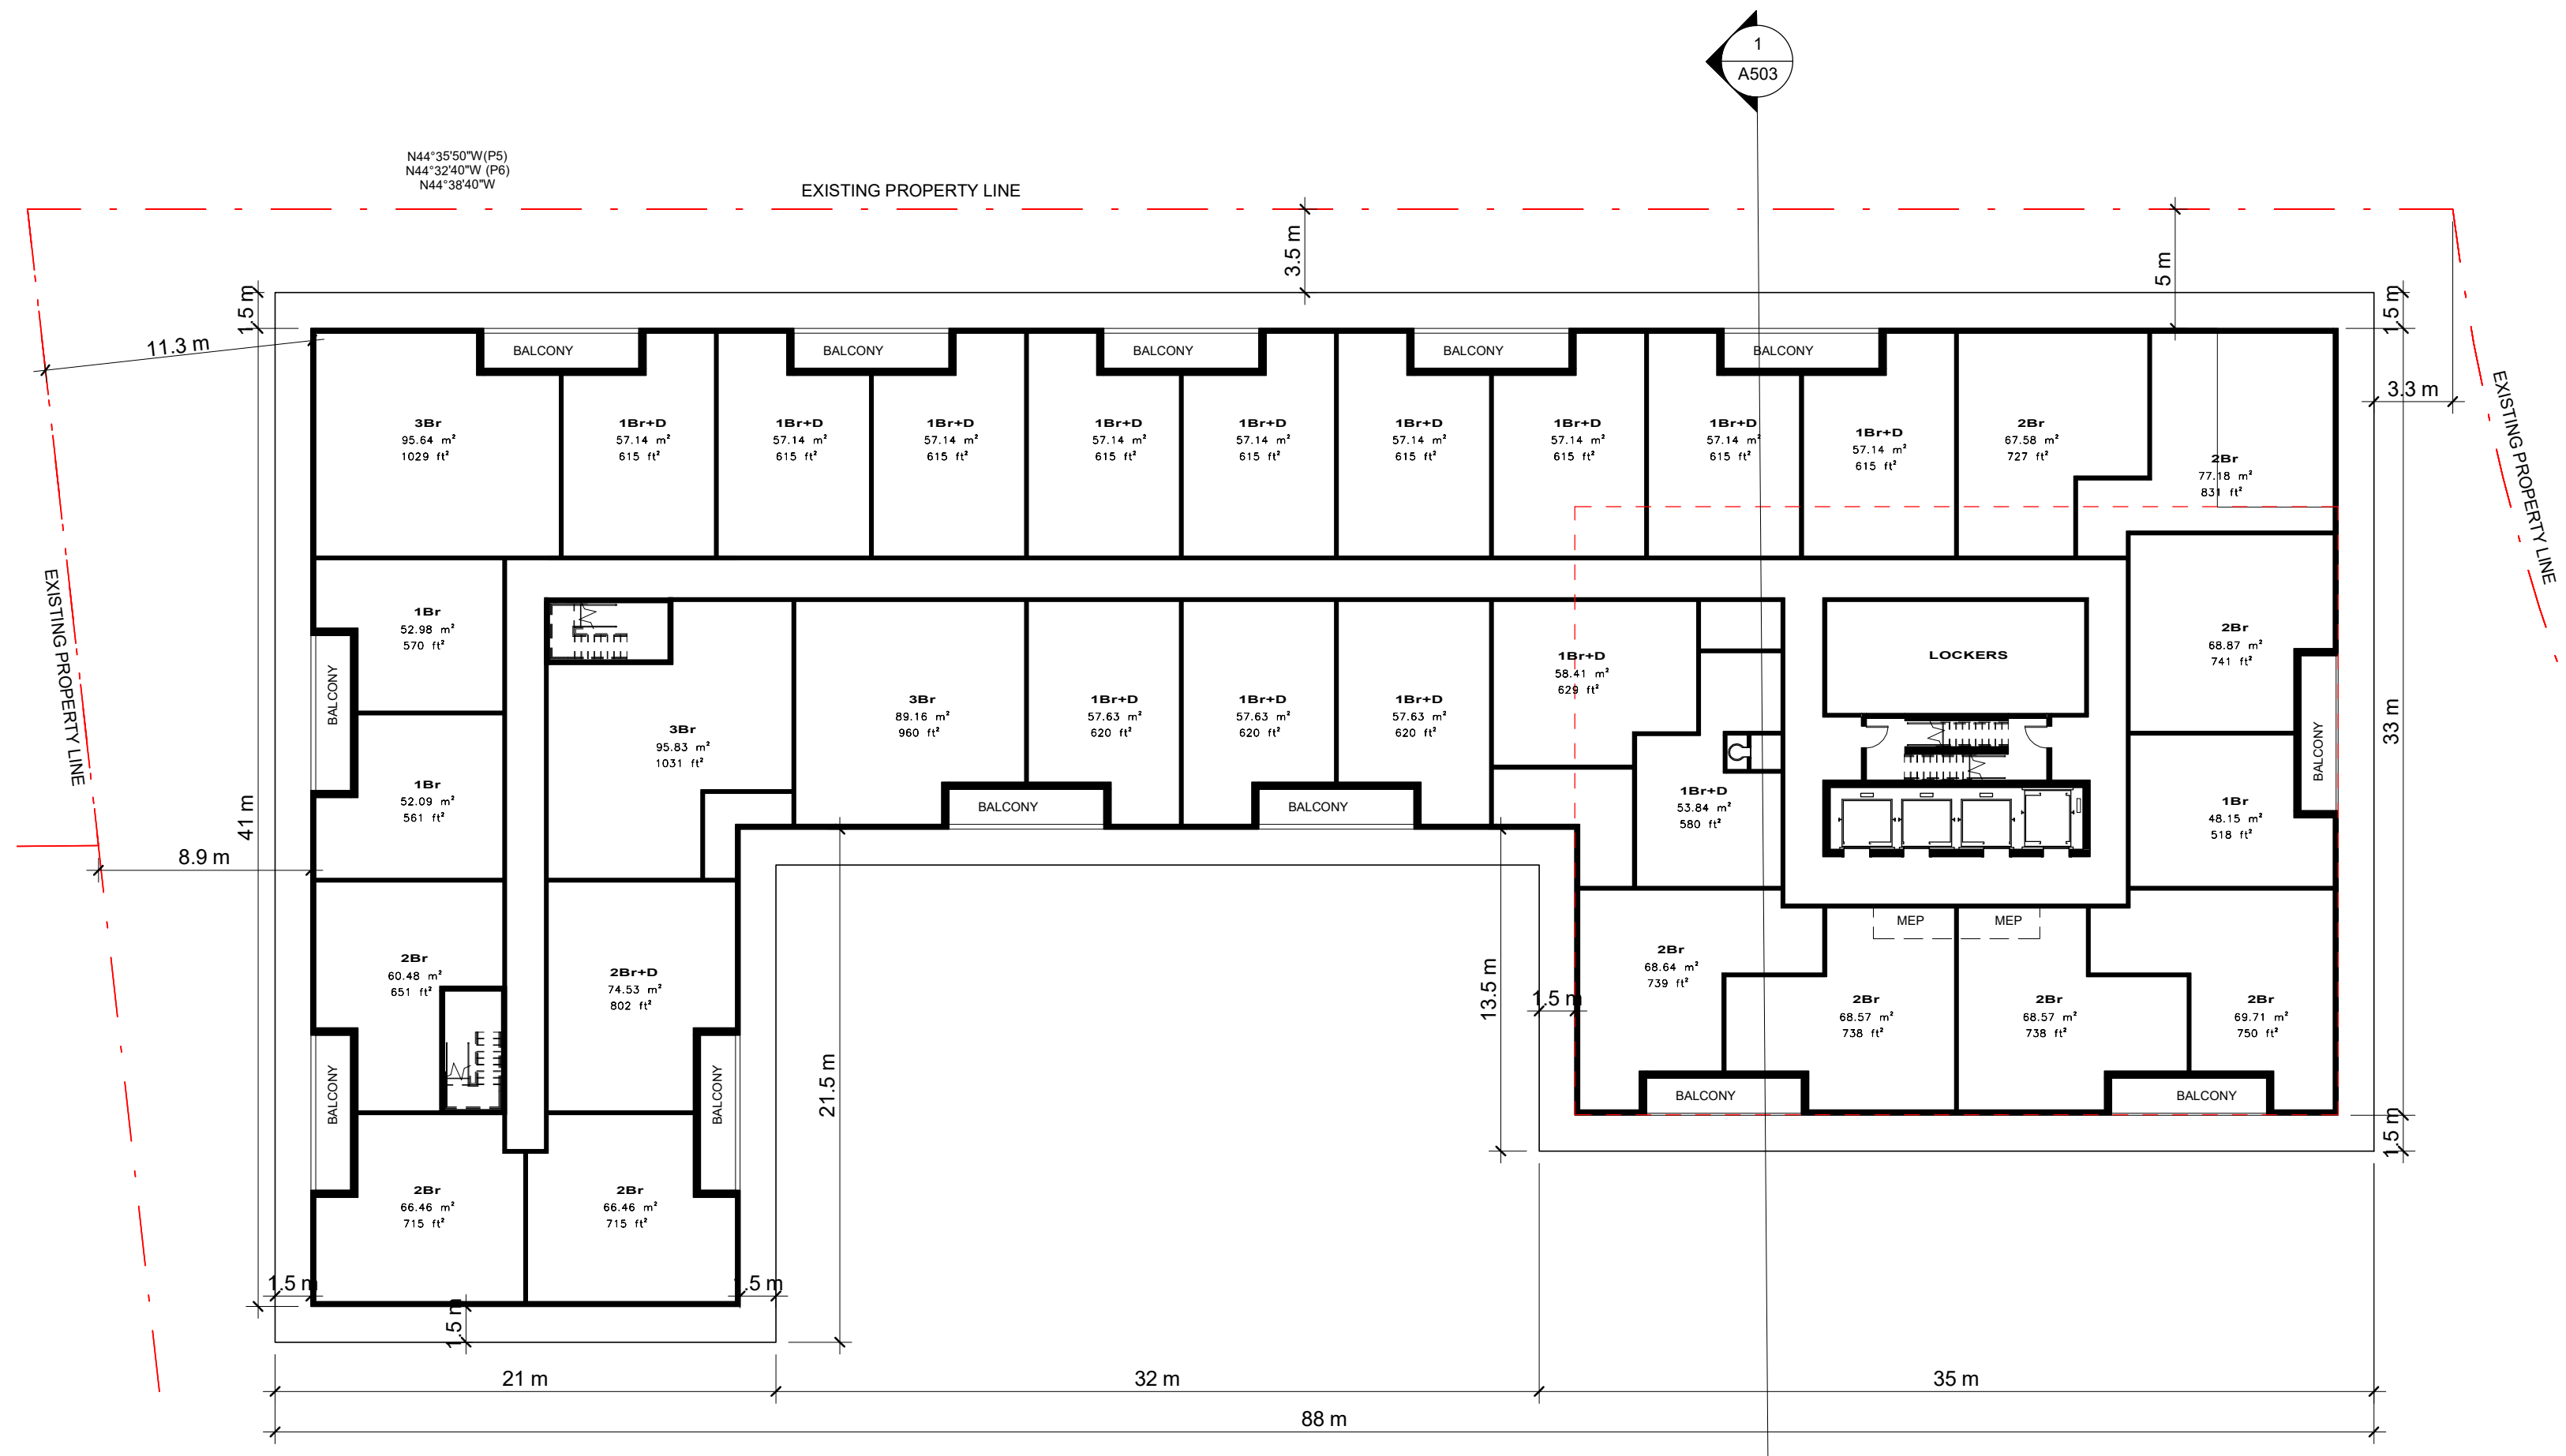 1
A503
N44°35'50"W(P5)
N44°32'40"W (P6)
N44°38'40"W
EXISTING PROPERTY LINE
3.5 m
5 m
1.5 m
1.5 m
11.3 m
3.3 m
EXISTING PROPERTY LINE
BALCONY
BALCONY
BALCONY
BALCONY
BALCONY
3Br
95.64 m²
1029 ft²
1Br+D
57.14 m²
615 ft²
1Br+D
57.14 m²
615 ft²
1Br+D
57.14 m²
615 ft²
1Br+D
57.14 m²
615 ft²
1Br+D
57.14 m²
615 ft²
1Br+D
57.14 m²
615 ft²
1Br+D
57.14 m²
615 ft²
1Br+D
57.14 m²
615 ft²
1Br+D
57.14 m²
615 ft²
2Br
67.58 m²
727 ft²
2Br
77.18 m²
831 ft²
EXISTING PROPERTY LINE
1Br
52.98 m²
570 ft²
BALCONY
1Br
52.09 m²
561 ft²
3Br
95.83 m²
1031 ft²
3Br
89.16 m²
960 ft²
1Br+D
57.63 m²
620 ft²
1Br+D
57.63 m²
620 ft²
1Br+D
57.63 m²
620 ft²
1Br+D
58.41 m²
629 ft²
LOCKERS
2Br
68.87 m²
741 ft²
33 m
BALCONY
BALCONY
BALCONY
1Br+D
53.84 m²
580 ft²
1Br
48.15 m²
518 ft²
41 m
8.9 m
2Br
60.48 m²
651 ft²
2Br+D
74.53 m²
802 ft²
BALCONY
BALCONY
21.5 m
13.5 m
1.5 m
MEP
MEP
2Br
68.64 m²
739 ft²
2Br
68.57 m²
738 ft²
2Br
68.57 m²
738 ft²
2Br
69.71 m²
750 ft²
BALCONY
BALCONY
1.5 m
2Br
66.46 m²
715 ft²
2Br
66.46 m²
715 ft²
1.5 m
1.5 m
1.5 m
21 m
32 m
35 m
88 m